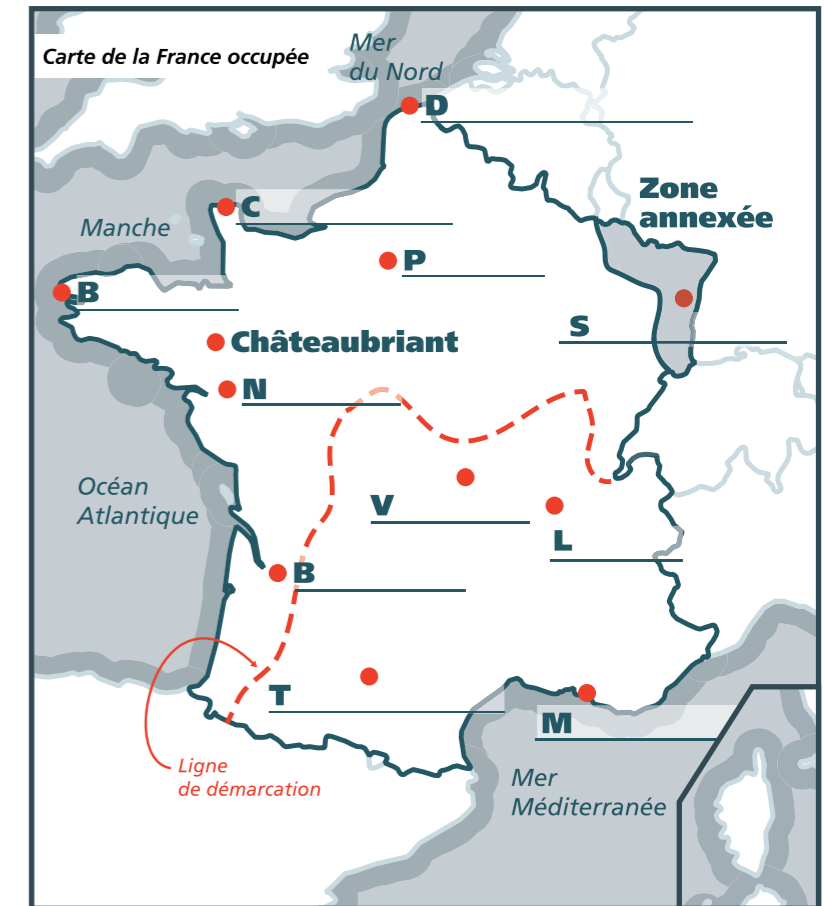 Carte de la France occupée
Mer
du Nord
D
C
Zone
annexée
Manche
P
B
S
Châteaubriant
N
Océan
Atlantique
V
L
B
T
M
Ligne
de démarcation
Mer
Méditerranée